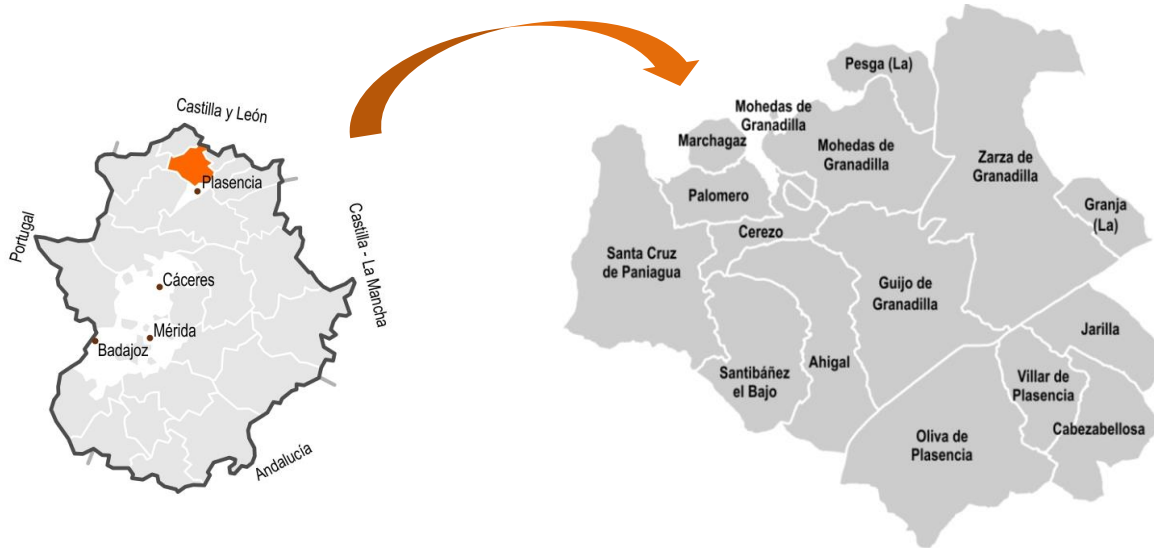 Castilla y León
Plasencia
Portugal
Castilla - La Mancha
Cáceres
Mérida
Badajoz
Andalucía
Pesga (La)
Mohedas de
Granadilla
Marchagaz
Mohedas de
Granadilla
Zarza de
Granadilla
Palomero
Granja
(La)
Cerezo
Santa Cruz
de Paniagua
Guijo de
Granadilla
Jarilla
Santibáñez
el Bajo
Ahigal
Villar de
Plasencia
Cabezabellosa
Oliva de
Plasencia